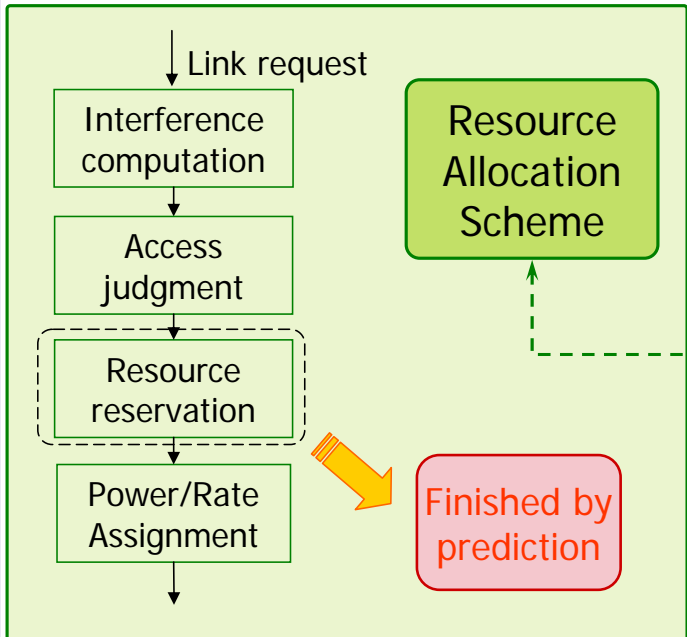 Link request
Interference
computation
Access
judgment
Resource
reservation
Power/Rate
Assignment
Resource
Allocation
Scheme
Finished by
prediction